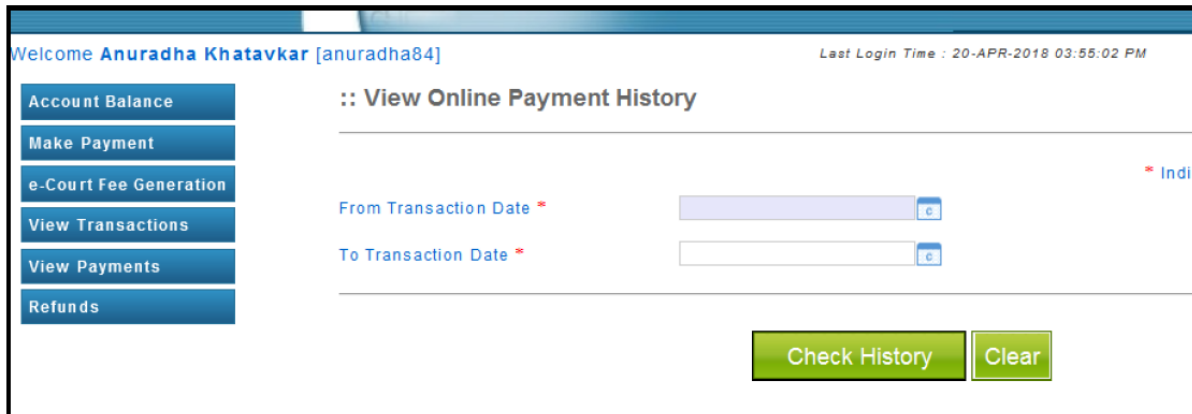 Welcome Anuradha Khatavkar [anuradha84]
Last Login Time : 20-APR-2018 03:55:02 PM
Account Balance
Make Payment
e-Court Fee Generation
View Transactions
View Payments
Refunds
:: View Online Payment History
* Indi
From Transaction Date *
c
To Transaction Date *
c
Check History
Clear